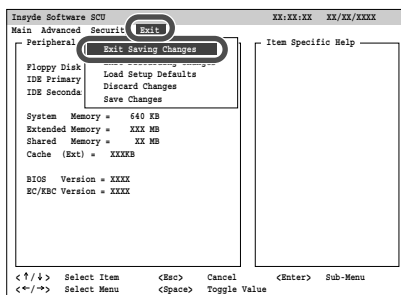 Insyde Software SCU XX:XX:XX XX/XX/XXXX
Main Advanced Securit Exit
Peripheral
Item Specific Help
Exit Saving Changes
Floppy Disk
Load Setup Defaults
IDE Primary
Discard Changes
IDE Seconda
Save Changes
System Memory = 640 KB
Extended Memory = XXX MB
Shared Memory = XX MB
Cache (Ext) = XXXKB
BIOS Version = XXXX
EC/KBC Version = XXXX
<↑/↓> Select Item <Esc> Cancel <Enter> Sub-Menu
<←/→> Select Menu <Space> Toggle Value